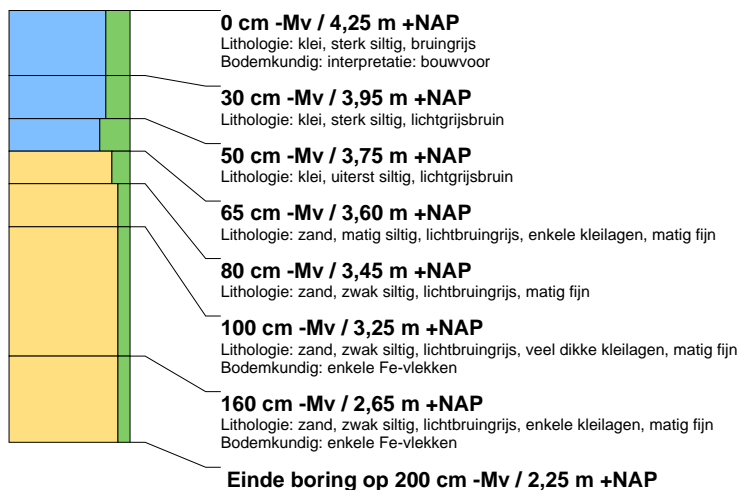 0 cm -Mv / 4,25 m +NAP
Lithologie: klei, sterk siltig, bruingrijs
Bodemkundig: interpretatie: bouwvoor
30 cm -Mv / 3,95 m +NAP
Lithologie: klei, sterk siltig, lichtgrijsbruin
50 cm -Mv / 3,75 m +NAP
Lithologie: klei, uiterst siltig, lichtgrijsbruin
65 cm -Mv / 3,60 m +NAP
Lithologie: zand, matig siltig, lichtbruingrijs, enkele kleilagen, matig fijn
80 cm -Mv / 3,45 m +NAP
Lithologie: zand, zwak siltig, lichtbruingrijs, matig fijn
100 cm -Mv / 3,25 m +NAP
Lithologie: zand, zwak siltig, lichtbruingrijs, veel dikke kleilagen, matig fijn
Bodemkundig: enkele Fe-vlekken
160 cm -Mv / 2,65 m +NAP
Lithologie: zand, zwak siltig, lichtbruingrijs, enkele kleilagen, matig fijn
Bodemkundig: enkele Fe-vlekken
Einde boring op 200 cm -Mv / 2,25 m +NAP